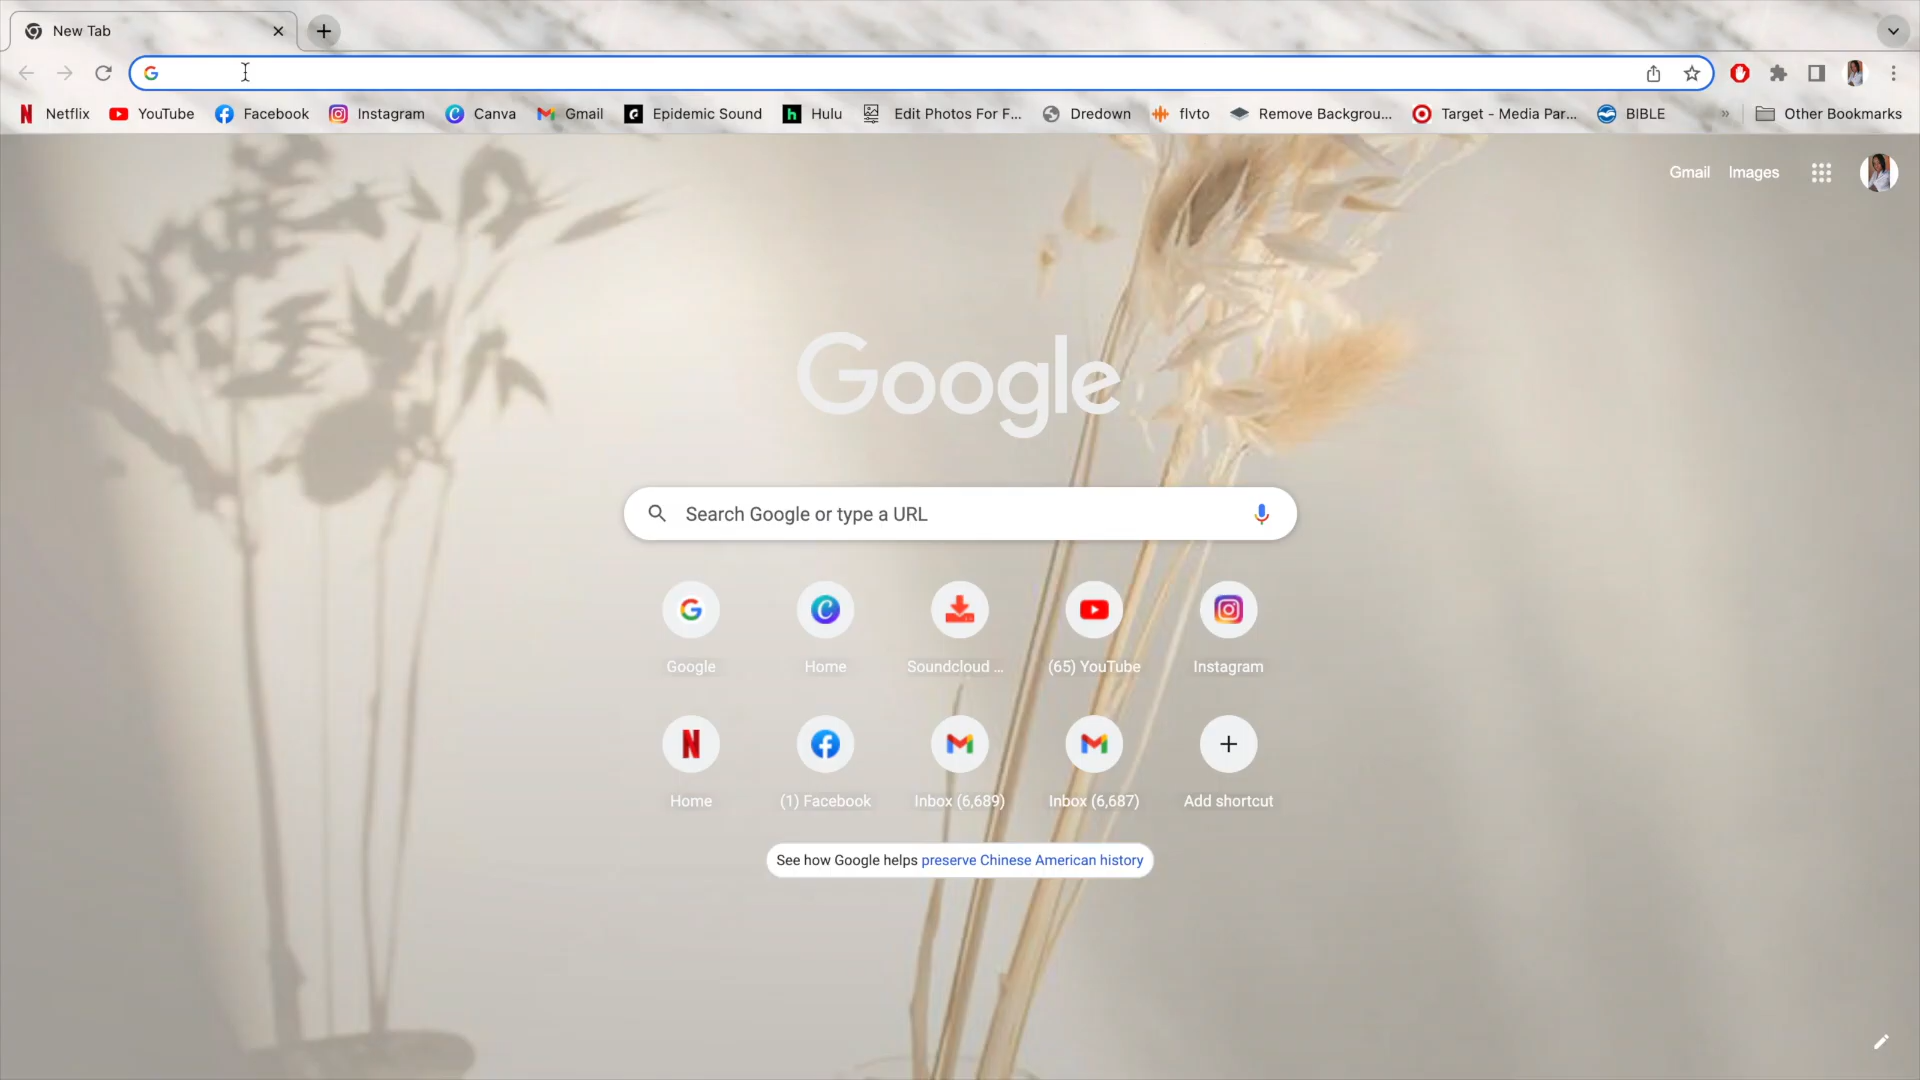 New Tab
Netflix YouTube Facebook Instagram Canva Gmail Epidemic Sound Hulu Edit Photos For F... Dredown flvto Remove Backgrou... Target - Media Par... BIBLE » Other Bookmarks
Gmail Images
Google
Search Google or type a URL
Google Home Soundcloud ... (65) YouTube Instagram
Home (1) Facebook Inbox (6,689) Inbox (6,687) Add shortcut
See how Google helps preserve Chinese American history